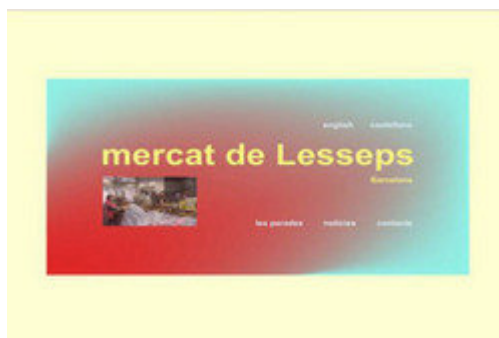 english castellano
mercat de Lesseps
Barcelona
les parades notícies contacte